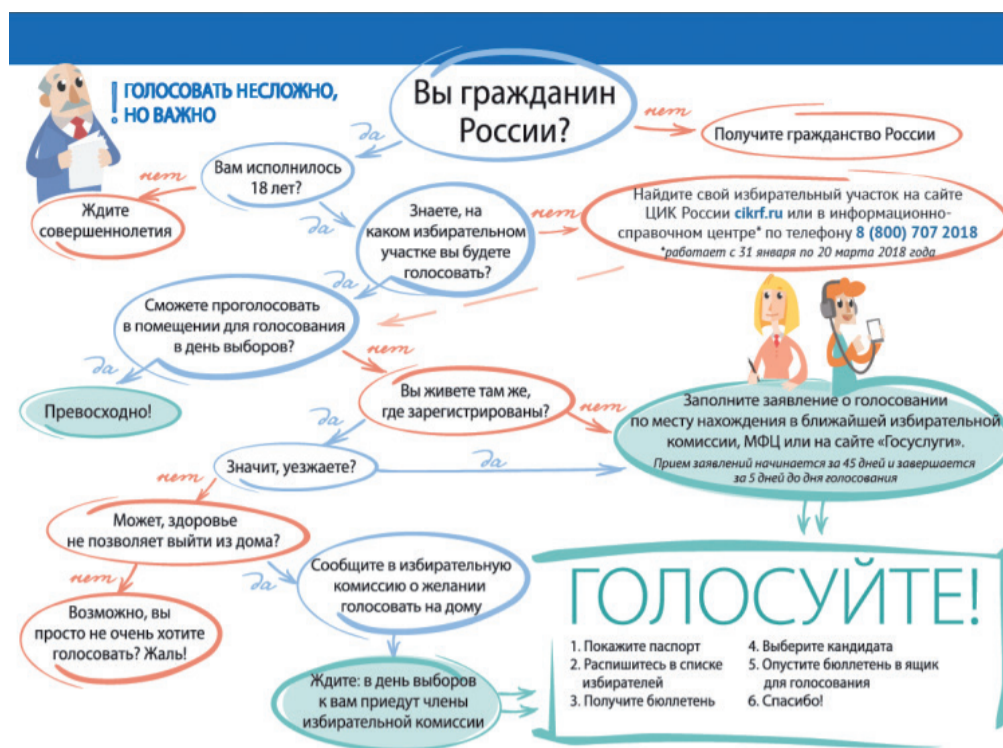 ! ГОЛОСОВАТЬ НЕСЛОЖНО,
НО ВАЖНО
Вы гражданин
России?
нет
Получите гражданство России
да
Вам исполнилось
18 лет?
нет
Ждите
совершеннолетия
да
Знаете, на
каком избирательном
участке вы будете
голосовать?
нет
Найдите свой избирательный участок на сайте
ЦИК России cikrf.ru или в информационно-
справочном центре* по телефону 8 (800) 707 2018
*работает с 31 января по 20 марта 2018 года
да
Сможете проголосовать
в помещении для голосования
в день выборов?
да
Превосходно!
нет
Вы живете там же,
где зарегистрированы?
нет
Заполните заявление о голосовании
по месту нахождения в ближайшей избирательной
комиссии, МФЦ или на сайте «Госуслуги».
Прием заявлений начинается за 45 дней и завершается
за 5 дней до дня голосования
да
Значит, уезжаете?
да
нет
Может, здоровье
не позволяет выйти из дома?
нет
Возможно, вы
просто не очень хотите
голосовать? Жаль!
да
Сообщите в избирательную
комиссию о желании
голосовать на дому
Ждите: в день выборов
к вам приедут члены
избирательной комиссии
ГОЛОСУЙТЕ!
1. Покажите паспорт
2. Распишитесь в списке
избирателей
3. Получите бюллетень
4. Выберите кандидата
5. Опустите бюллетень в ящик
для голосования
6. Спасибо!